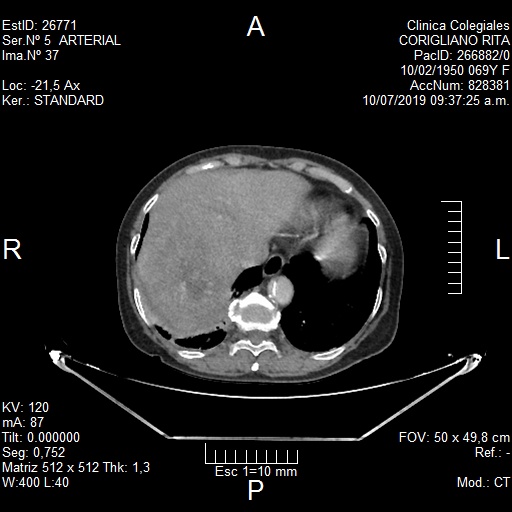 EstID: 26771
Ser.Nº 5 ARTERIAL
Ima.Nº 37
Loc: -21,5 Ax
Ker.: STANDARD
A
Clinica Colegiales
CORIGLIANO RITA
PacID: 266882/0
10/02/1950 069Y F
AccNum: 828381
10/07/2019 09:37:25 a.m.
R
L
KV: 120
mA: 87
Tilt: 0.000000
Seg: 0,752
Matriz 512 x 512 Thk: 1,3
W:400 L:40
Esc 1=10 mm
P
FOV: 50 x 49,8 cm
Ref.: -
Mod.: CT